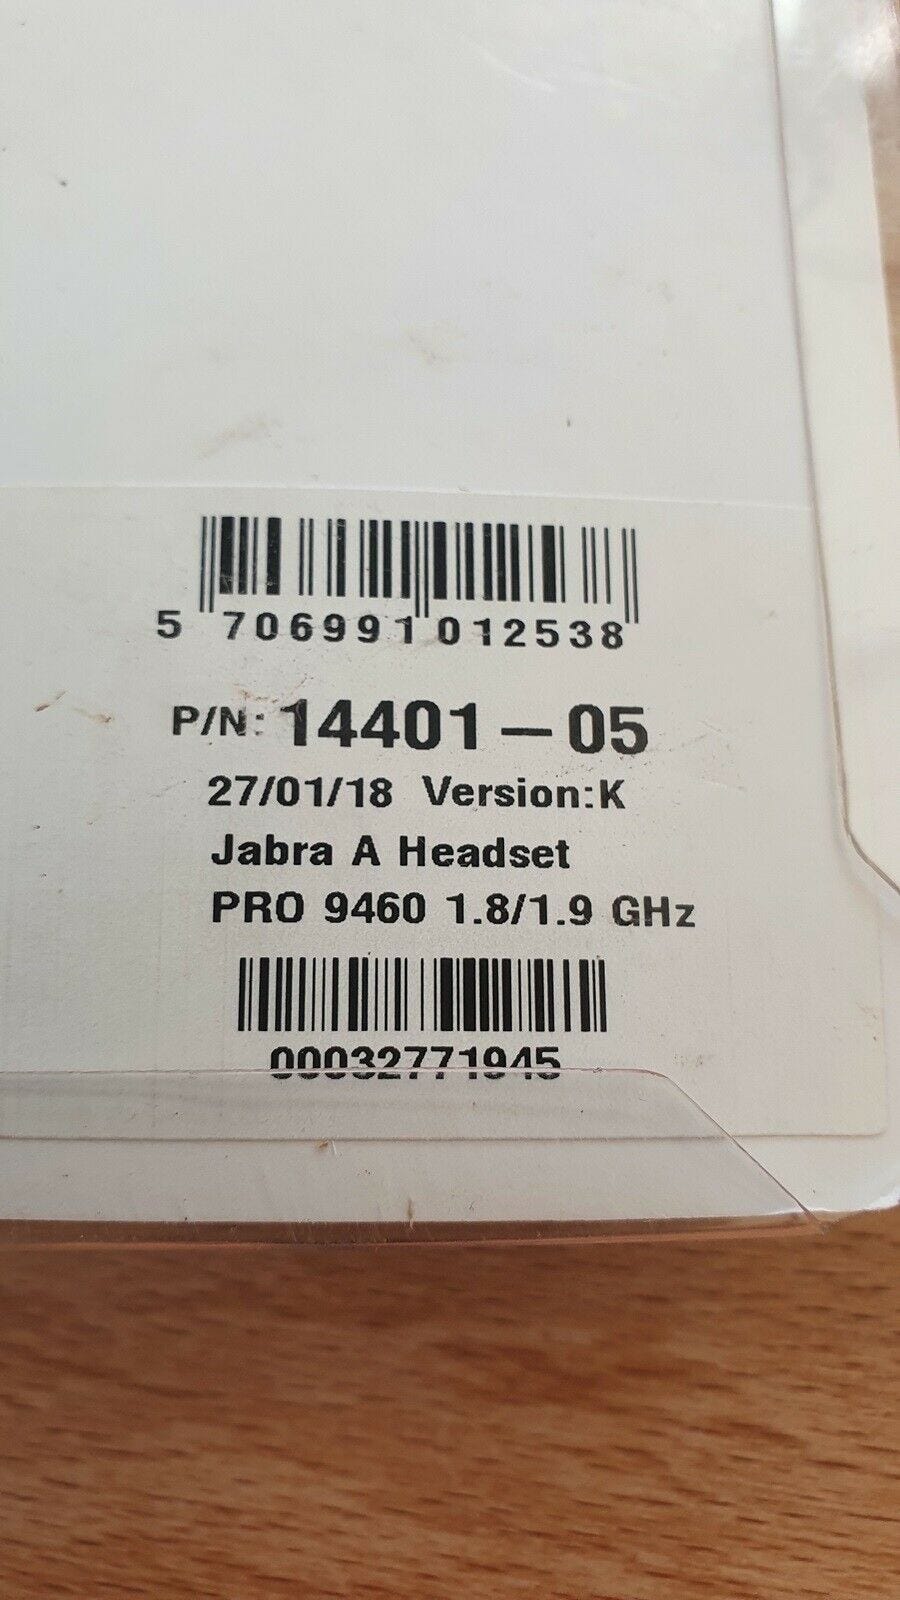 5 706991 012538
P/N: 14401-05
27/01/18 Version:K
Jabra A Headset
PRO 9460 1.8/1.9 GHz
00032771945